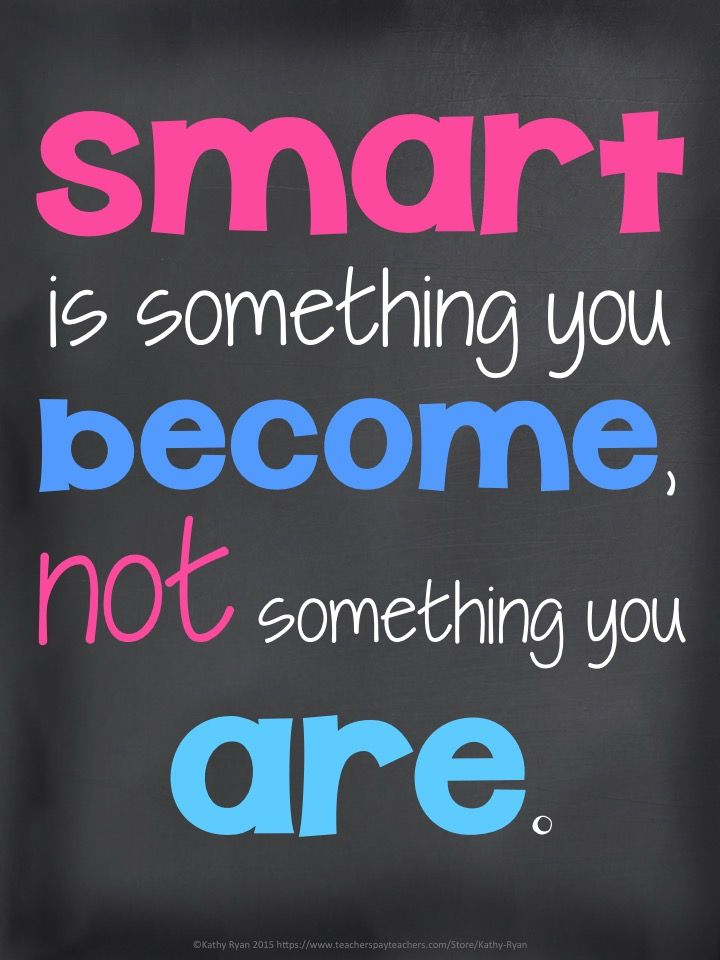 smart
is something you
become,
not something you
are.
©Kathy Ryan 2015 https://www.teacherspayteachers.com/Store/Kathy-Ryan